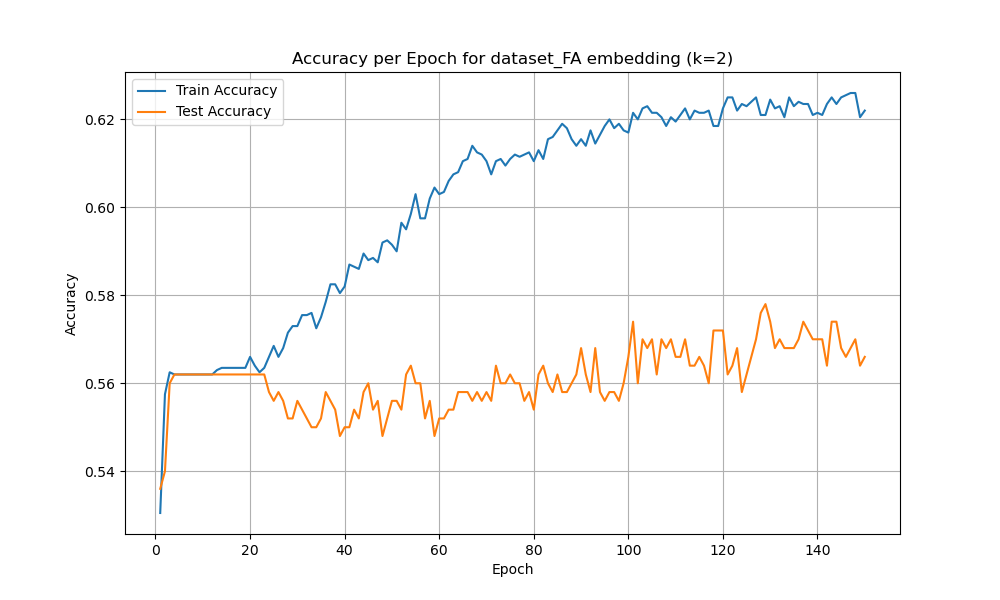 Accuracy per Epoch for dataset_FA embedding (k=2)
Train Accuracy
Test Accuracy
0.62
0.60
0.58
0.56
0.54
Accuracy
0 20 40 60 80 100 120 140
Epoch